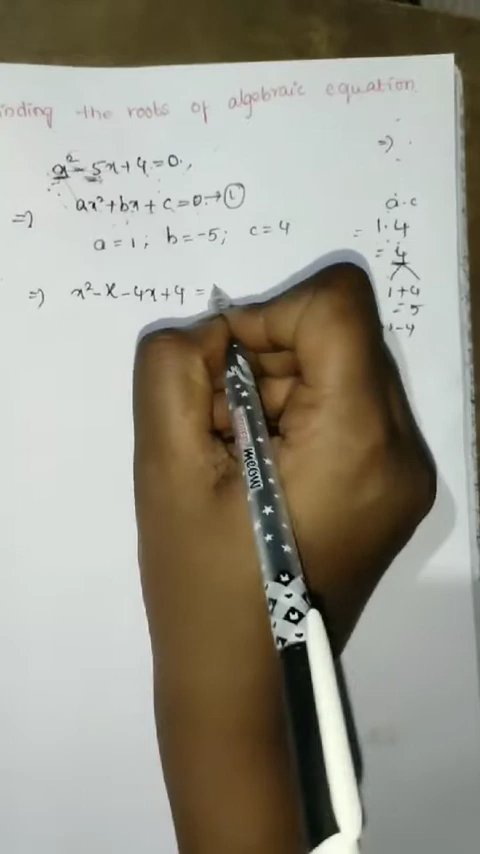 inding the roots of algebraic equation
x² - 5x + 4 = 0.,
=) ax² + bx + c = 0 → ①
a = 1 ; b = -5 ; c = 4
=) x² - x - 4x + 4 =
=)
a.c
= 1.4
= 4
1 + 4
= 5
-1-4
meow